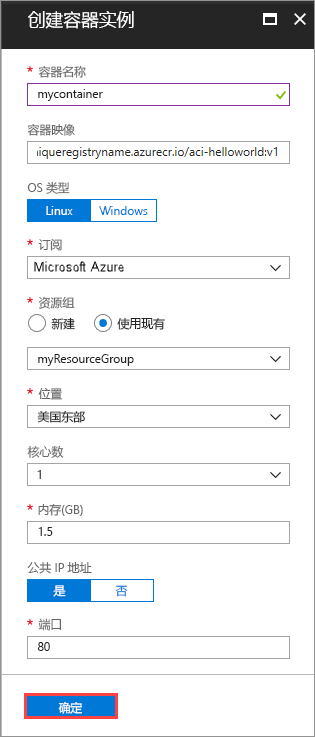 创建容器实例
* 容器名称
mycontainer
容器映像
iqueregistryname.azurecr.io/aci-helloworld:v1
OS 类型
Linux Windows
* 订阅
Microsoft Azure
* 资源组
新建 使用现有
myResourceGroup
* 位置
美国东部
核心数
1
* 内存(GB)
1.5
公共 IP 地址
是 否
* 端口
80
确定